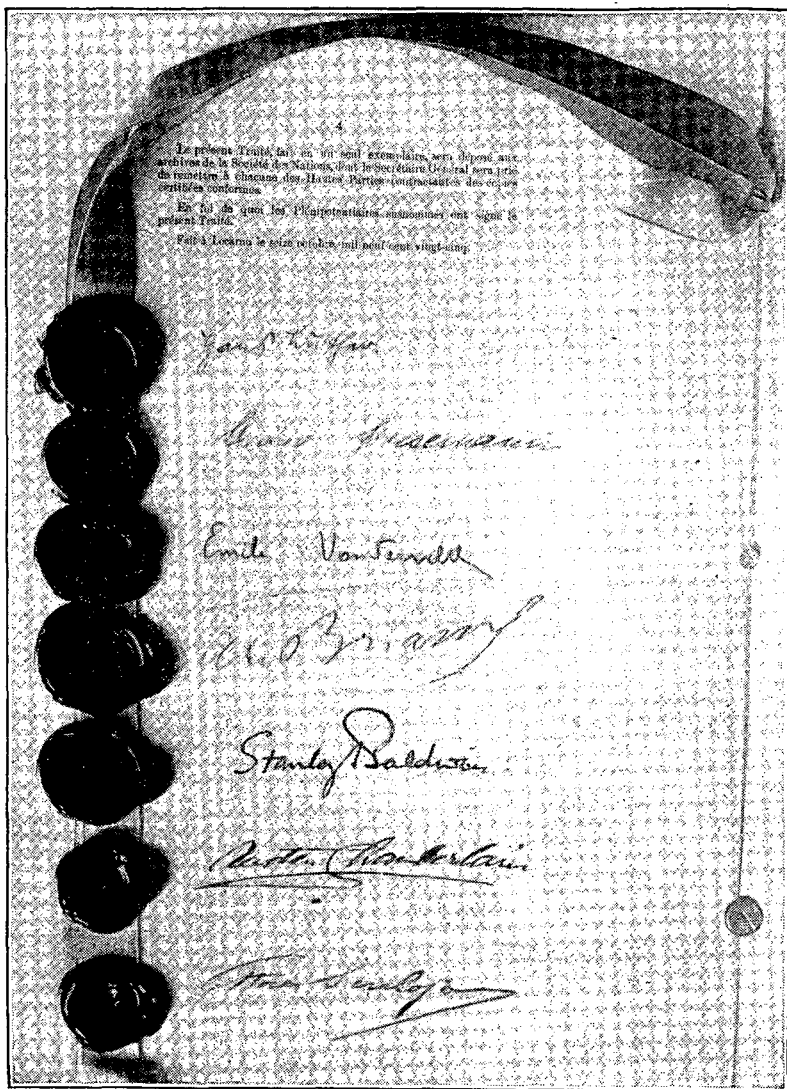 4
Le présent Traité, fait en un seul exemplaire, sera déposé aux
archives de la Société des Nations, dont le Secrétaire Général sera prié
de remettre à chacune des Hautes Parties contractantes des copies
certifiées conformes.
En foi de quoi les Plénipotentiaires susnommés ont signé le
présent Traité.
Fait à Locarno le seize octobre, mil neuf cent vingt-cinq.
Stresemann
Emile Vandervelde
Briand
Stanley Baldwin
Austen Chamberlain